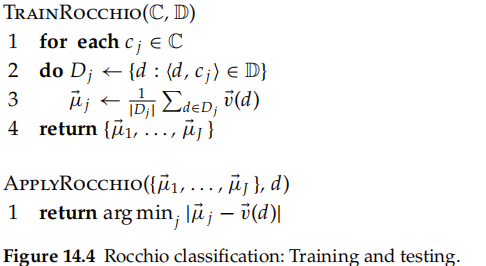 TRAINROCCHIO(ℂ, 𝔻)
1 for each c_j ∈ ℂ
2 do D_j ← {d : ⟨d, c_j⟩ ∈ 𝔻}
3 μ⃗_j ← 1/|D_j| ∑_{d∈D_j} v⃗(d)
4 return {μ⃗_1, . . . , μ⃗_J}
APPLYROCCHIO({μ⃗_1, . . . , μ⃗_J}, d)
1 return arg min_j |μ⃗_j − v⃗(d)|
Figure 14.4 Rocchio classification: Training and testing.